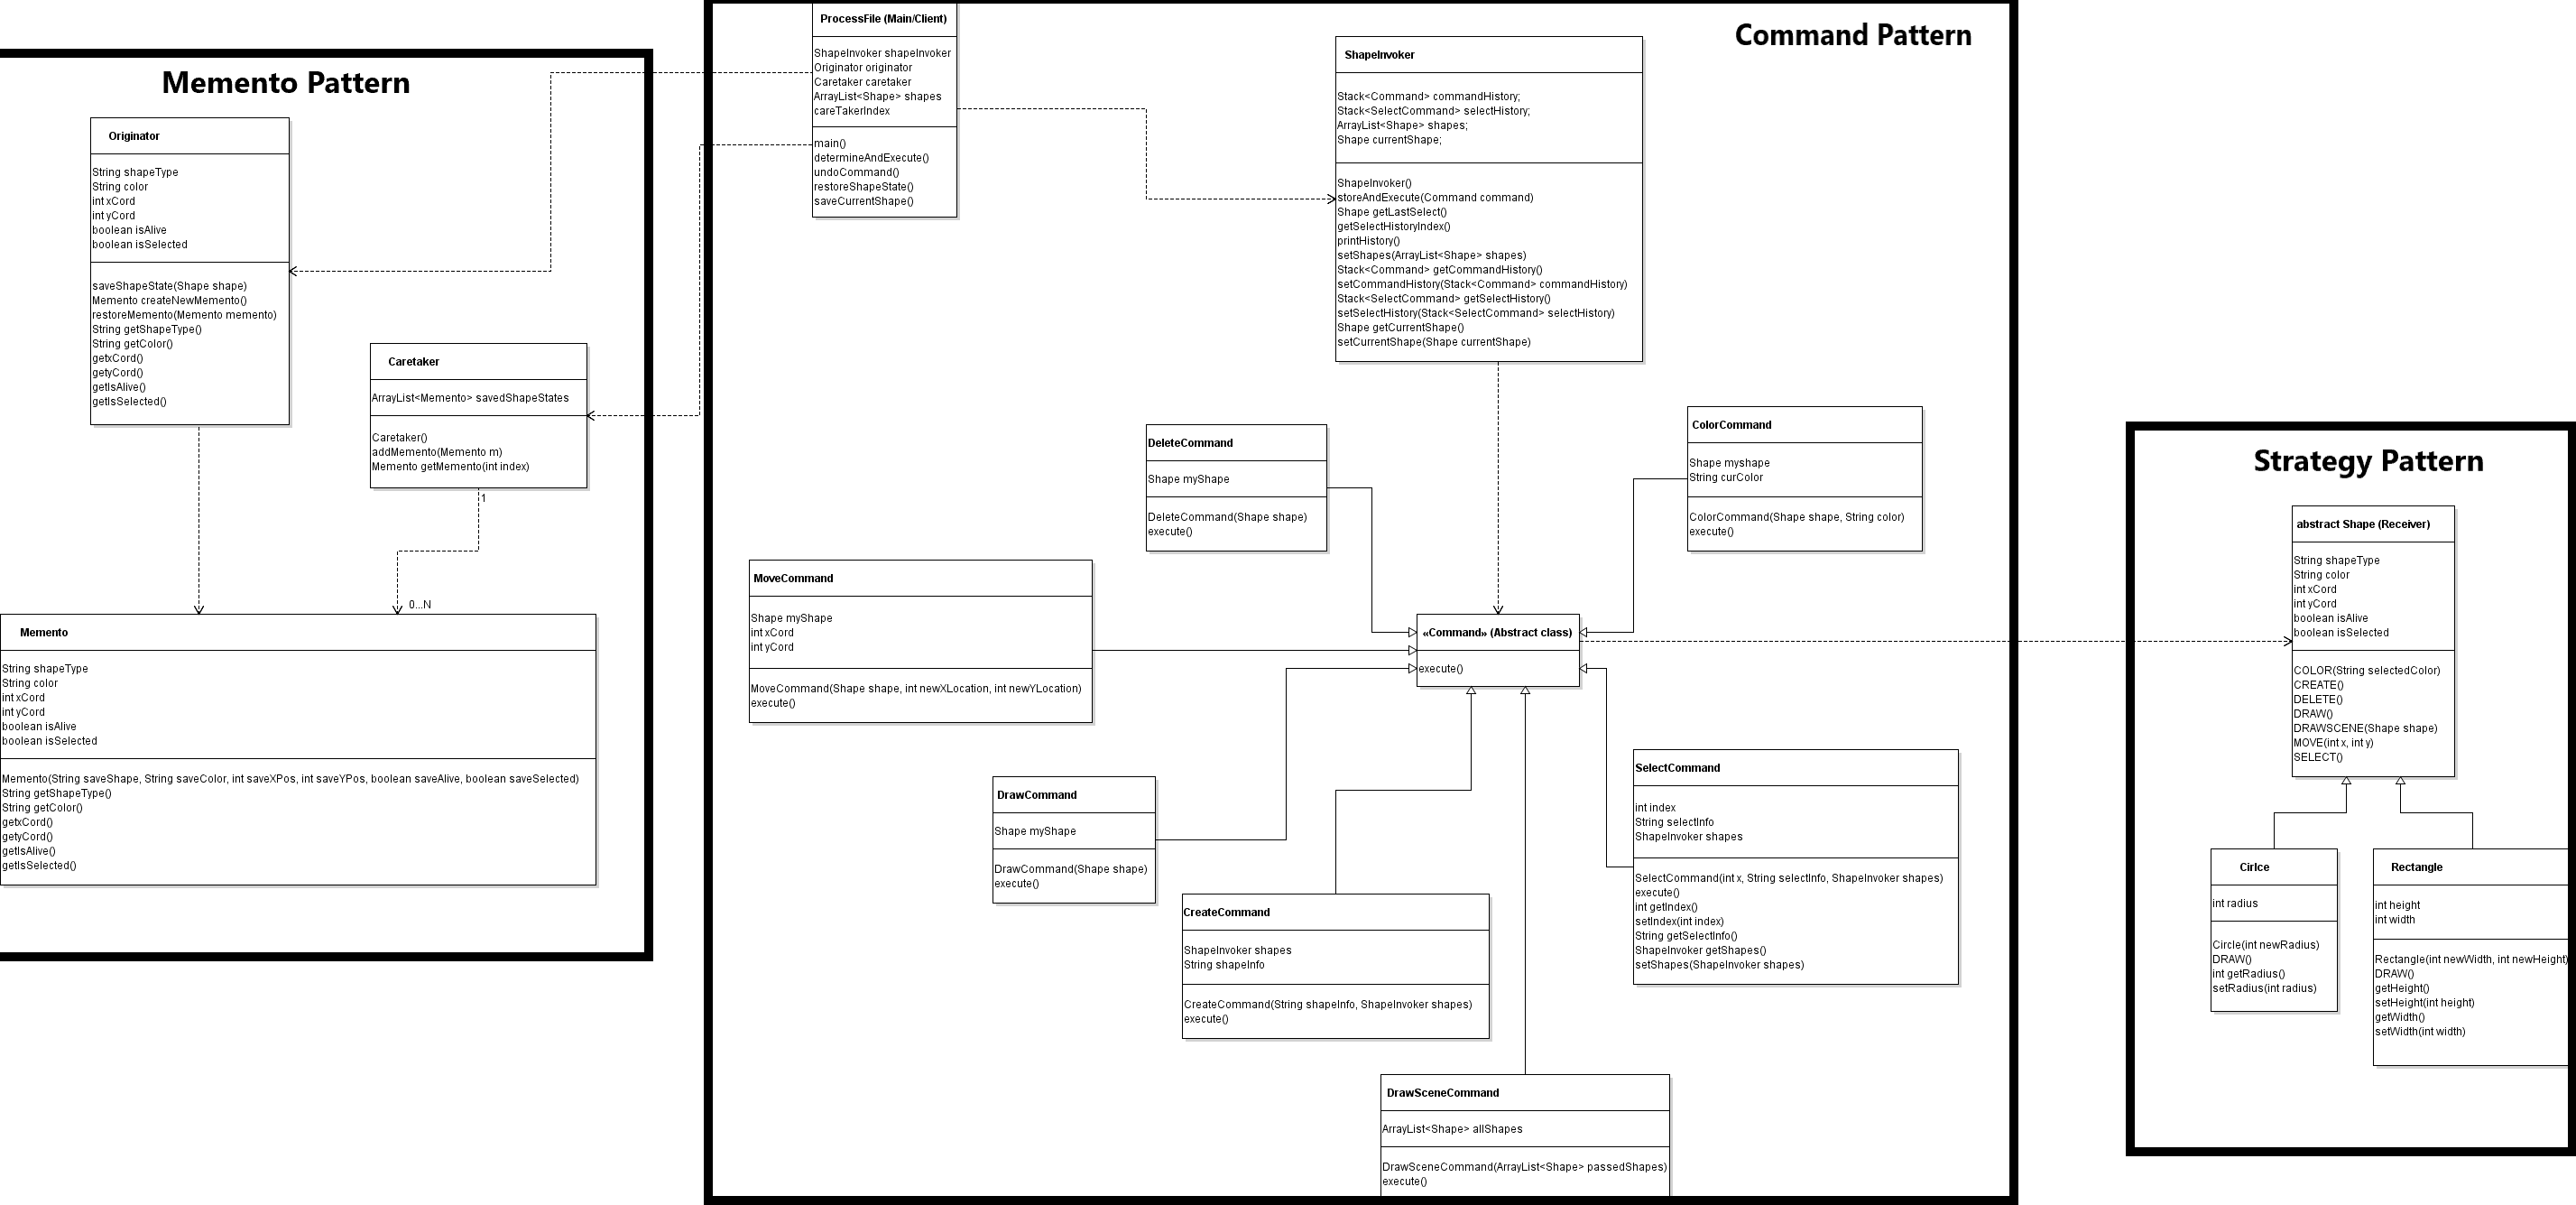 Memento Pattern
Originator
String shapeType
String color
int xCord
int yCord
boolean isAlive
boolean isSelected
saveShapeState(Shape shape)
Memento createNewMemento()
restoreMemento(Memento memento)
String getShapeType()
String getColor()
getxCord()
getyCord()
getIsAlive()
getIsSelected()
Caretaker
ArrayList<Memento> savedShapeStates
Caretaker()
addMemento(Memento m)
Memento getMemento(int index)
1
0...N
Memento
String shapeType
String color
int xCord
int yCord
boolean isAlive
boolean isSelected
Memento(String saveShape, String saveColor, int saveXPos, int saveYPos, boolean saveAlive, boolean saveSelected)
String getShapeType()
String getColor()
getxCord()
getyCord()
getIsAlive()
getIsSelected()
Command Pattern
ProcessFile (Main/Client)
ShapeInvoker shapeInvoker
Originator originator
Caretaker caretaker
ArrayList<Shape> shapes
careTakerIndex
main()
determineAndExecute()
undoCommand()
restoreShapeState()
saveCurrentShape()
ShapeInvoker
Stack<Command> commandHistory;
Stack<SelectCommand> selectHistory;
ArrayList<Shape> shapes;
Shape currentShape;
ShapeInvoker()
storeAndExecute(Command command)
Shape getLastSelect()
getSelectHistoryIndex()
printHistory()
setShapes(ArrayList<Shape> shapes)
Stack<Command> getCommandHistory()
setCommandHistory(Stack<Command> commandHistory)
Stack<SelectCommand> getSelectHistory()
setSelectHistory(Stack<SelectCommand> selectHistory)
Shape getCurrentShape()
setCurrentShape(Shape currentShape)
DeleteCommand
Shape myShape
DeleteCommand(Shape shape)
execute()
ColorCommand
Shape myshape
String curColor
ColorCommand(Shape shape, String color)
execute()
MoveCommand
Shape myShape
int xCord
int yCord
MoveCommand(Shape shape, int newXLocation, int newYLocation)
execute()
«Command» (Abstract class)
execute()
DrawCommand
Shape myShape
DrawCommand(Shape shape)
execute()
CreateCommand
ShapeInvoker shapes
String shapeInfo
CreateCommand(String shapeInfo, ShapeInvoker shapes)
execute()
SelectCommand
int index
String selectInfo
ShapeInvoker shapes
SelectCommand(int x, String selectInfo, ShapeInvoker shapes)
execute()
int getIndex()
setIndex(int index)
String getSelectInfo()
ShapeInvoker getShapes()
setShapes(ShapeInvoker shapes)
DrawSceneCommand
ArrayList<Shape> allShapes
DrawSceneCommand(ArrayList<Shape> passedShapes)
execute()
Strategy Pattern
abstract Shape (Receiver)
String shapeType
String color
int xCord
int yCord
boolean isAlive
boolean isSelected
COLOR(String selectedColor)
CREATE()
DELETE()
DRAW()
DRAWSCENE(Shape shape)
MOVE(int x, int y)
SELECT()
Cirlce
int radius
Circle(int newRadius)
DRAW()
int getRadius()
setRadius(int radius)
Rectangle
int height
int width
Rectangle(int newWidth, int newHeight)
DRAW()
getHeight()
setHeight(int height)
getWidth()
setWidth(int width)